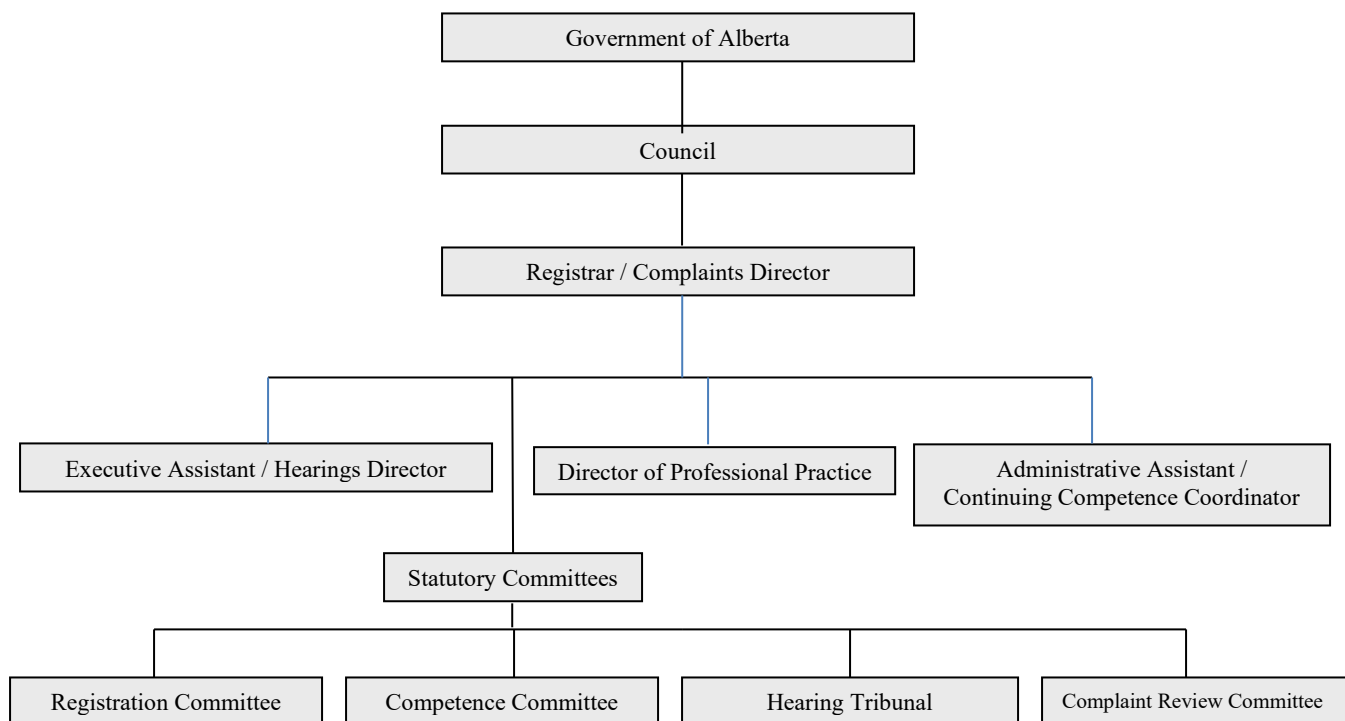 Government of Alberta
Council
Registrar / Complaints Director
Executive Assistant / Hearings Director
Director of Professional Practice
Administrative Assistant /
Continuing Competence Coordinator
Statutory Committees
Registration Committee
Competence Committee
Hearing Tribunal
Complaint Review Committee